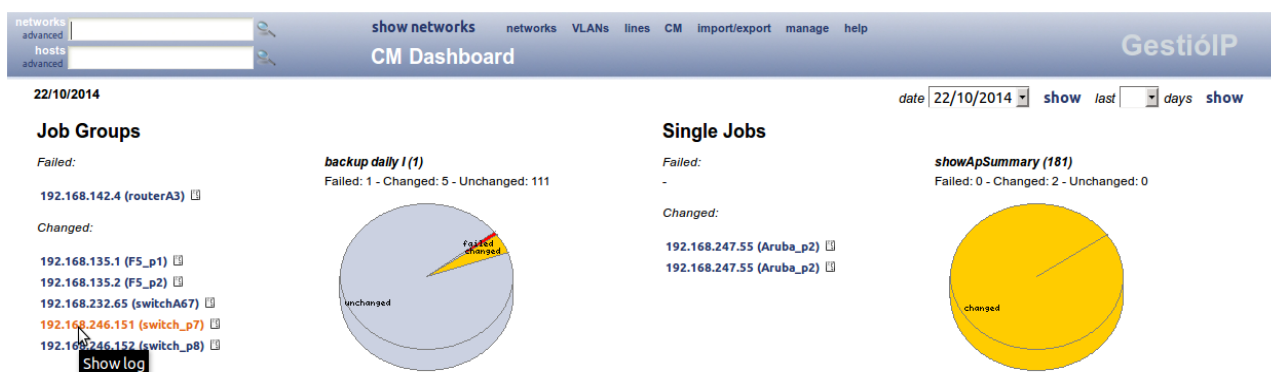 networks
advanced
hosts
advanced
show networks networks VLANs lines CM import/export manage help
CM Dashboard
GestióIP
22/10/2014
date 22/10/2014 show last days show
Job Groups
Failed:
192.168.142.4 (routerA3)
Changed:
192.168.135.1 (F5_p1)
192.168.135.2 (F5_p2)
192.168.232.65 (switchA67)
192.168.246.151 (switch_p7)
192.168.246.152 (switch_p8)
Show log
backup daily I (1)
Failed: 1 - Changed: 5 - Unchanged: 111
failed
changed
unchanged
Single Jobs
Failed:
-
Changed:
192.168.247.55 (Aruba_p2)
192.168.247.55 (Aruba_p2)
showApSummary (181)
Failed: 0 - Changed: 2 - Unchanged: 0
changed